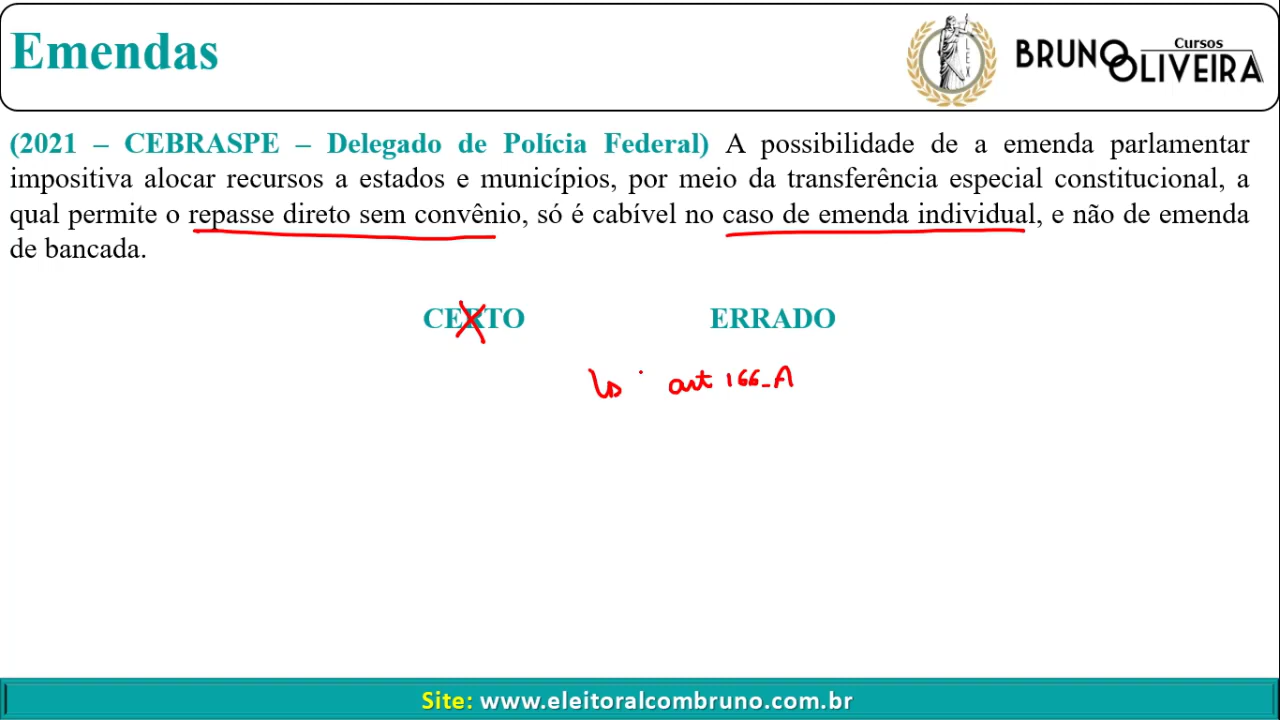 Emendas
Cursos
BRUNO
OLIVEIRA
LEX
(2021 – CEBRASPE – Delegado de Polícia Federal) A possibilidade de a emenda parlamentar
impositiva alocar recursos a estados e municípios, por meio da transferência especial constitucional, a
qual permite o repasse direto sem convênio, só é cabível no caso de emenda individual, e não de emenda
de bancada.
CERTO ERRADO
art 166-A
Site: www.eleitoralcombruno.com.br